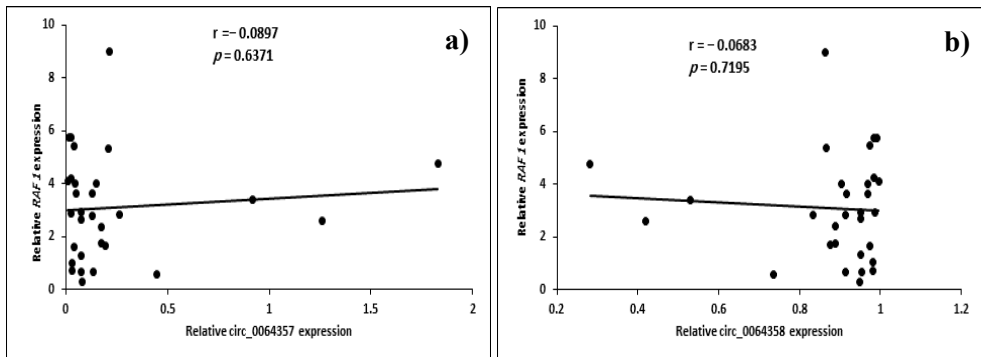 a)
r = − 0.0897
p = 0.6371
Relative RAF 1 expression
10
8
6
4
2
0
0 0.5 1 1.5 2
Relative circ_0064357 expression
b)
r = − 0.0683
p = 0.7195
Relative RAF 1 expression
10
8
6
4
2
0
0.2 0.4 0.6 0.8 1 1.2
Relative circ_0064358 expression